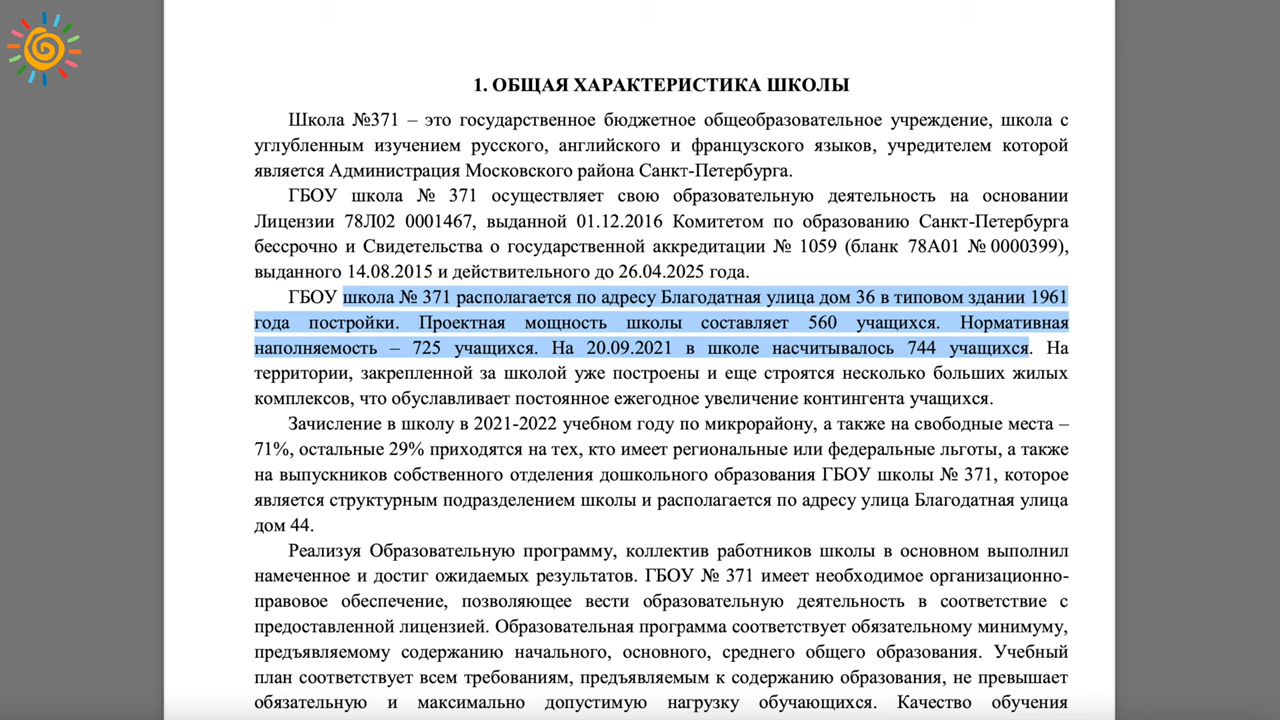 1. ОБЩАЯ ХАРАКТЕРИСТИКА ШКОЛЫ
Школа №371 – это государственное бюджетное общеобразовательное учреждение, школа с
углубленным изучением русского, английского и французского языков, учредителем которой
является Администрация Московского района Санкт-Петербурга.
ГБОУ школа № 371 осуществляет свою образовательную деятельность на основании
Лицензии 78Л02 0001467, выданной 01.12.2016 Комитетом по образованию Санкт-Петербурга
бессрочно и Свидетельства о государственной аккредитации № 1059 (бланк 78А01 №0000399),
выданного 14.08.2015 и действительного до 26.04.2025 года.
ГБОУ школа № 371 располагается по адресу Благодатная улица дом 36 в типовом здании 1961
года постройки. Проектная мощность школы составляет 560 учащихся. Нормативная
наполняемость – 725 учащихся. На 20.09.2021 в школе насчитывалось 744 учащихся. На
территории, закрепленной за школой уже построены и еще строятся несколько больших жилых
комплексов, что обуславливает постоянное ежегодное увеличение контингента учащихся.
Зачисление в школу в 2021-2022 учебном году по микрорайону, а также на свободные места –
71%, остальные 29% приходятся на тех, кто имеет региональные или федеральные льготы, а также
на выпускников собственного отделения дошкольного образования ГБОУ школы № 371, которое
является структурным подразделением школы и располагается по адресу улица Благодатная улица
дом 44.
Реализуя Образовательную программу, коллектив работников школы в основном выполнил
намеченное и достиг ожидаемых результатов. ГБОУ № 371 имеет необходимое организационно-
правовое обеспечение, позволяющее вести образовательную деятельность в соответствие с
предоставленной лицензией. Образовательная программа соответствует обязательному минимуму,
предъявляемому содержанию начального, основного, среднего общего образования. Учебный
план соответствует всем требованиям, предъявляемым к содержанию образования, не превышает
обязательную и максимально допустимую нагрузку обучающихся. Качество обучения